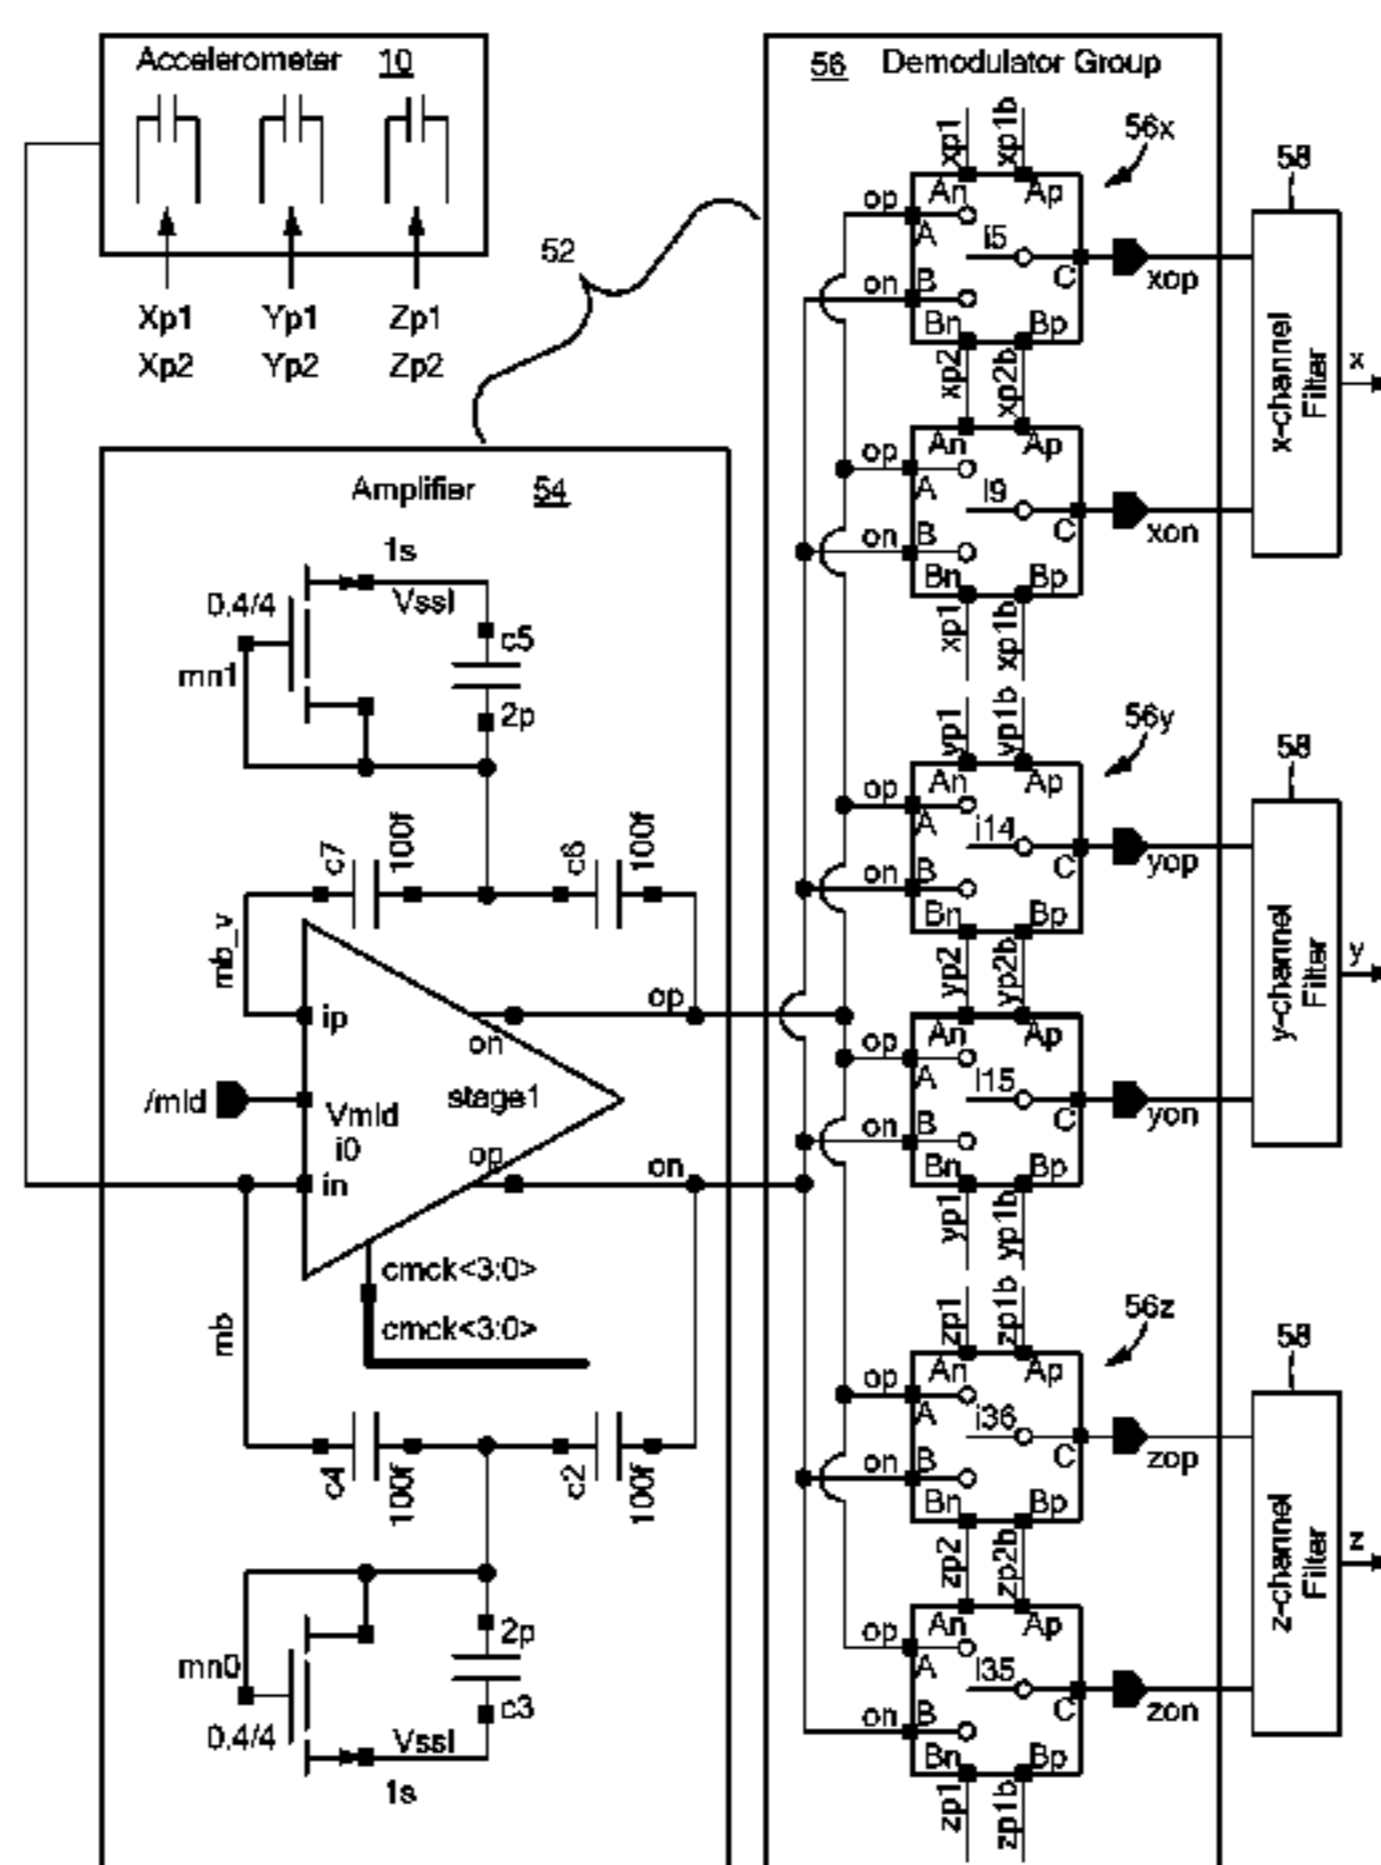 Accelerometer 10
Xp1 Yp1 Zp1
Xp2 Yp2 Zp2
52
Amplifier 54
1s
Vssl
0.4/4
mn1
c5
2p
c7 100f c6 100f
mb_v
ip
on
op
/mld
Vmld
i0
stage1
in
op
on
cmck<3:0>
cmck<3:0>
mb
c4 100f c2 100f
mn0
0.4/4
2p
c3
Vssl
1s
56 Demodulator Group
xp1 xp1b
56x
op An Ap
A i5
on B C xop
Bn Bp
xp2 xp2b
op An Ap
A I9
on B C xon
Bn Bp
xp1 xp1b
58
x-channel
Filter
x
yp1 yp1b
56y
op An Ap
A i14
on B C yop
Bn Bp
yp2 yp2b
op An Ap
A I15
on B C yon
Bn Bp
yp1 yp1b
58
y-channel
Filter
y
zp1 zp1b
56z
op An Ap
A i36
on B C zop
Bn Bp
zp2 zp2b
op An Ap
A I35
on B C zon
Bn Bp
zp1 zp1b
58
z-channel
Filter
z